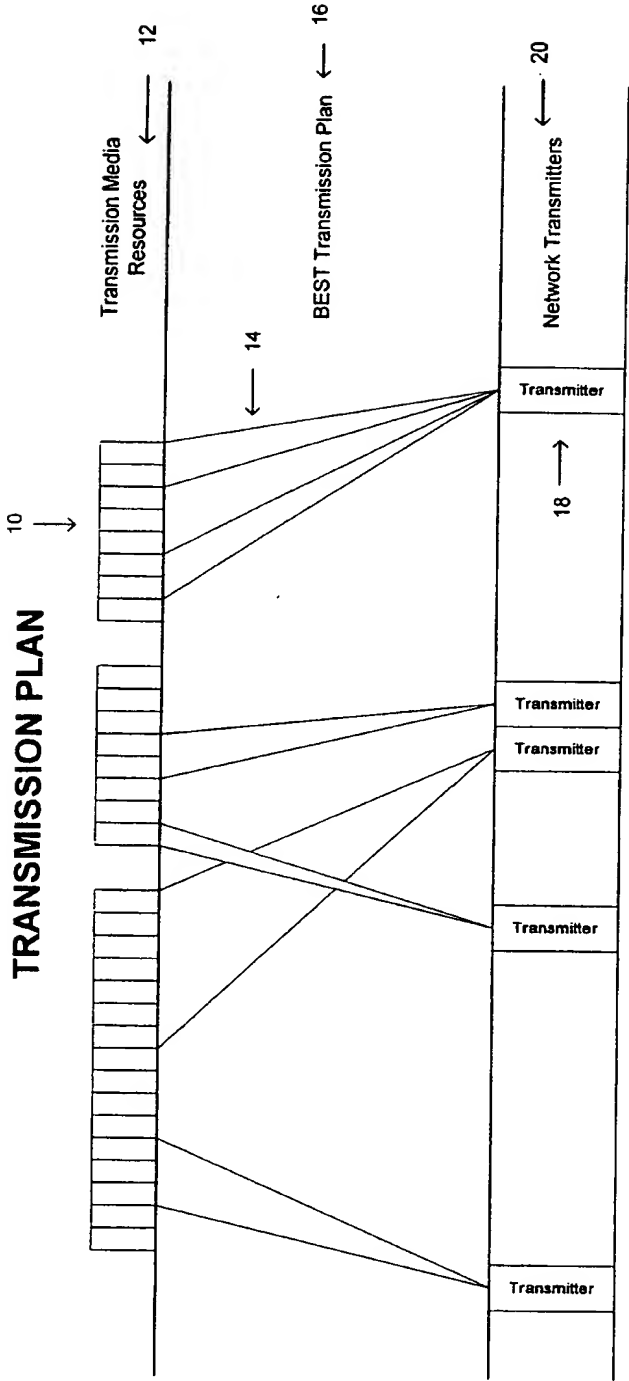 TRANSMISSION PLAN
10
↓
Transmission Media
Resources
← 12
← 14
BEST Transmission Plan ← 16
Network Transmitters
← 20
18 →
Transmitter
Transmitter
Transmitter
Transmitter
Transmitter